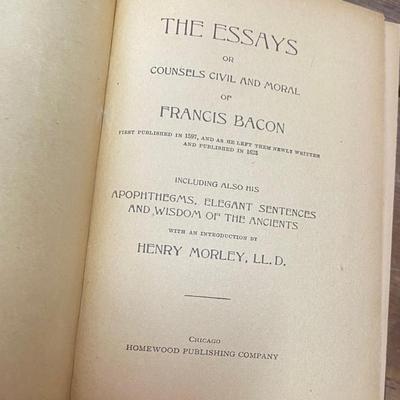 THE ESSAYS
OR
COUNSELS CIVIL AND MORAL
OF
FRANCIS BACON
FIRST PUBLISHED IN 1597, AND AS HE LEFT THEM NEWLY WRITTEN
AND PUBLISHED IN 1625
INCLUDING ALSO HIS
APOPHTHEGMS, ELEGANT SENTENCES
AND WISDOM OF THE ANCIENTS
WITH AN INTRODUCTION BY
HENRY MORLEY, LL.D.
CHICAGO
HOMEWOOD PUBLISHING COMPANY